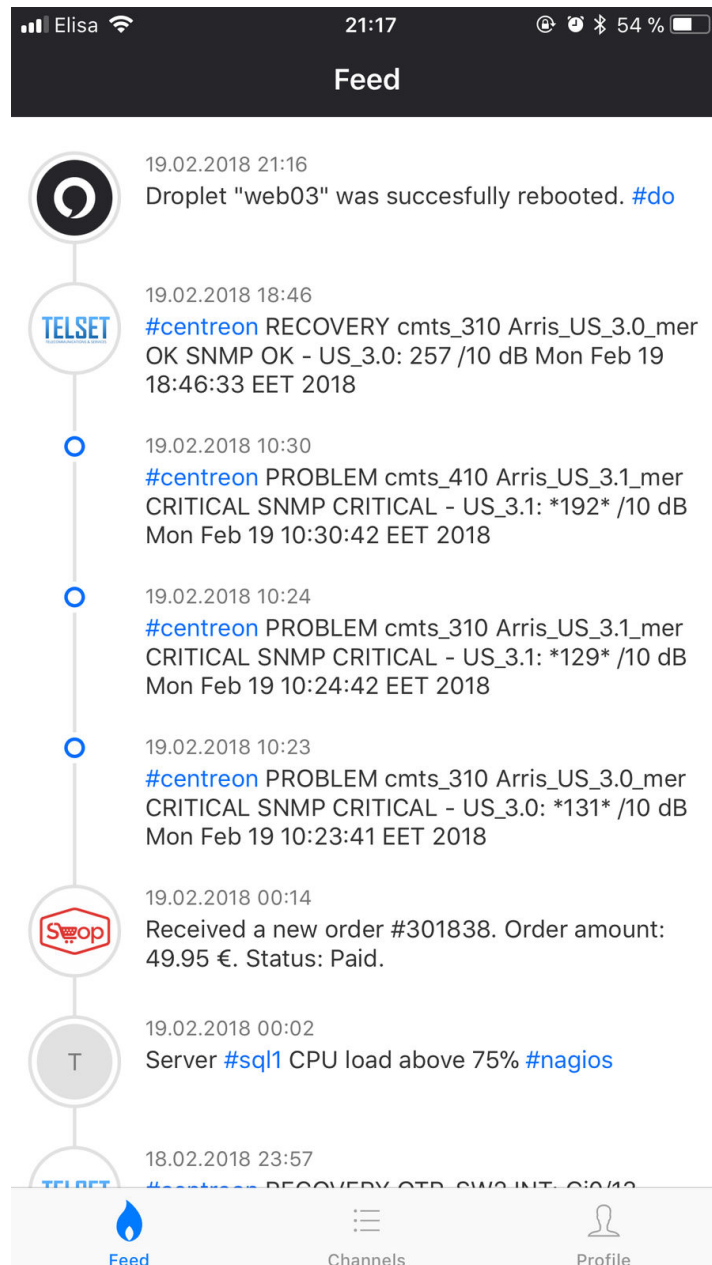 Elisa 21:17 54 %
Feed
19.02.2018 21:16
Droplet "web03" was succesfully rebooted. #do
TELSET
19.02.2018 18:46
#centreon RECOVERY cmts_310 Arris_US_3.0_mer
OK SNMP OK - US_3.0: 257 /10 dB Mon Feb 19
18:46:33 EET 2018
19.02.2018 10:30
#centreon PROBLEM cmts_410 Arris_US_3.1_mer
CRITICAL SNMP CRITICAL - US_3.1: *192* /10 dB
Mon Feb 19 10:30:42 EET 2018
19.02.2018 10:24
#centreon PROBLEM cmts_310 Arris_US_3.1_mer
CRITICAL SNMP CRITICAL - US_3.1: *129* /10 dB
Mon Feb 19 10:24:42 EET 2018
19.02.2018 10:23
#centreon PROBLEM cmts_310 Arris_US_3.0_mer
CRITICAL SNMP CRITICAL - US_3.0: *131* /10 dB
Mon Feb 19 10:23:41 EET 2018
19.02.2018 00:14
Received a new order #301838. Order amount:
49.95 €. Status: Paid.
19.02.2018 00:02
T
Server #sql1 CPU load above 75% #nagios
18.02.2018 23:57
TELSET
#centreon RECOVERY
Feed Channels Profile